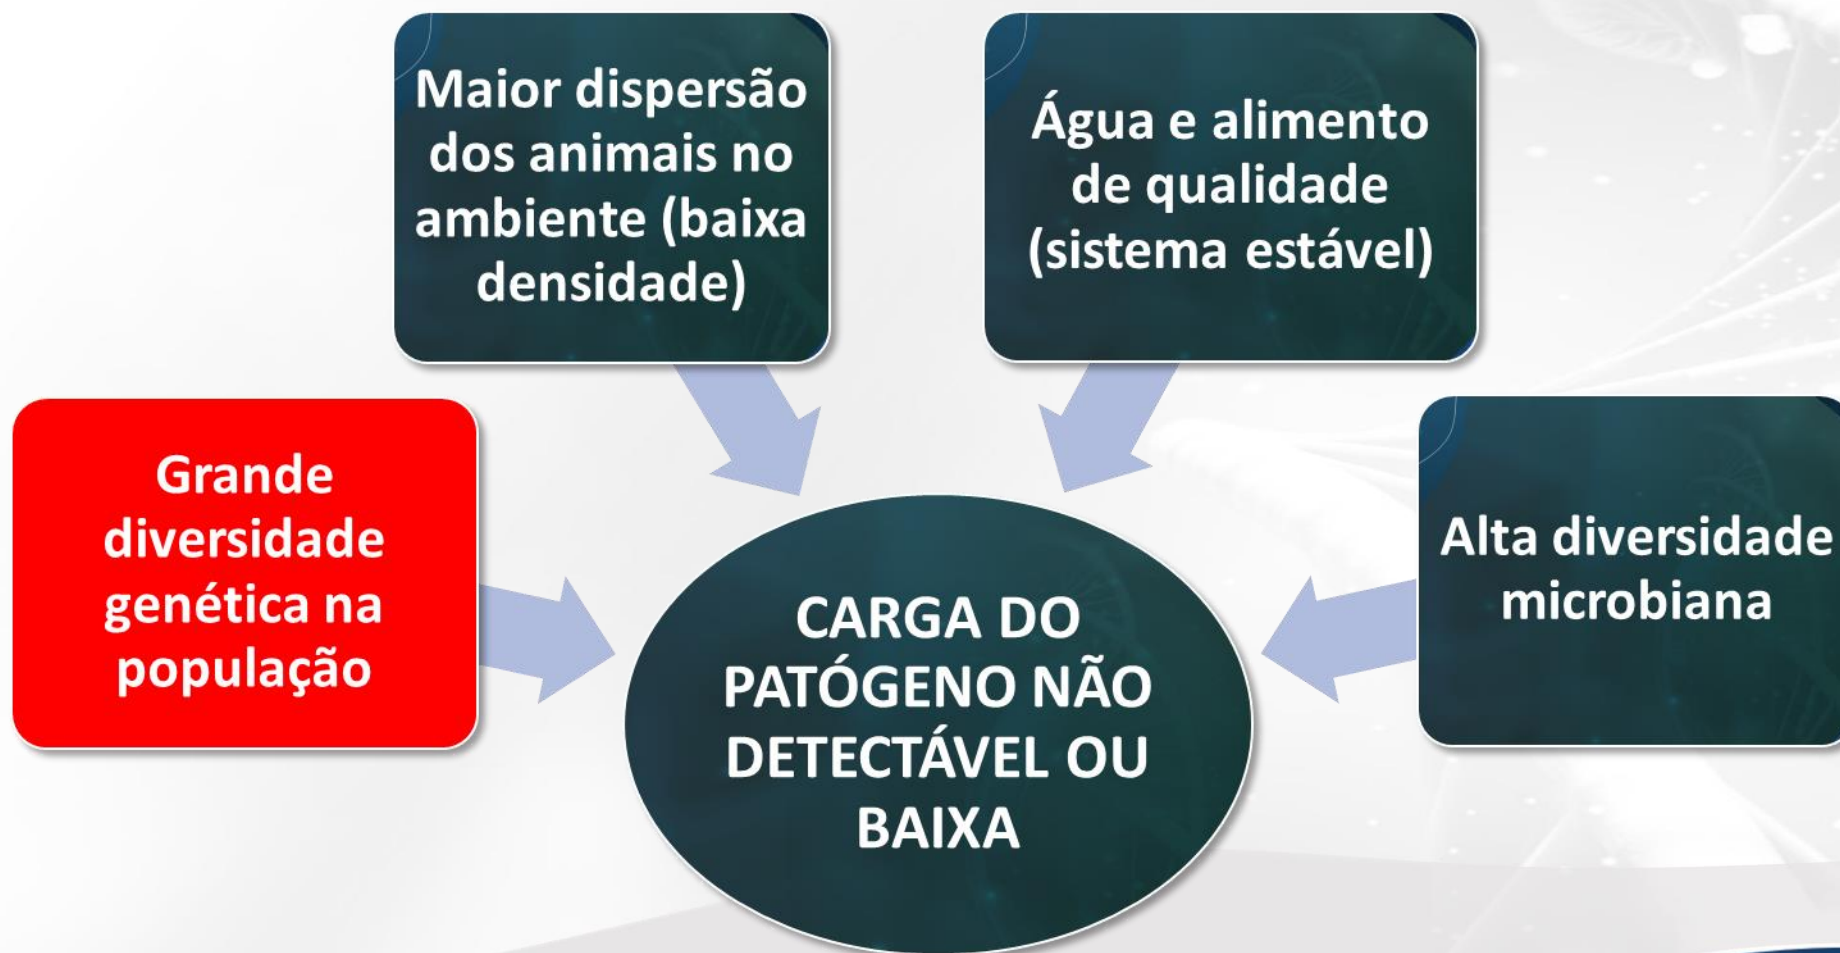 Maior dispersão
dos animais no
ambiente (baixa
densidade)
Água e alimento
de qualidade
(sistema estável)
Grande
diversidade
genética na
população
Alta diversidade
microbiana
CARGA DO
PATÓGENO NÃO
DETECTÁVEL OU
BAIXA